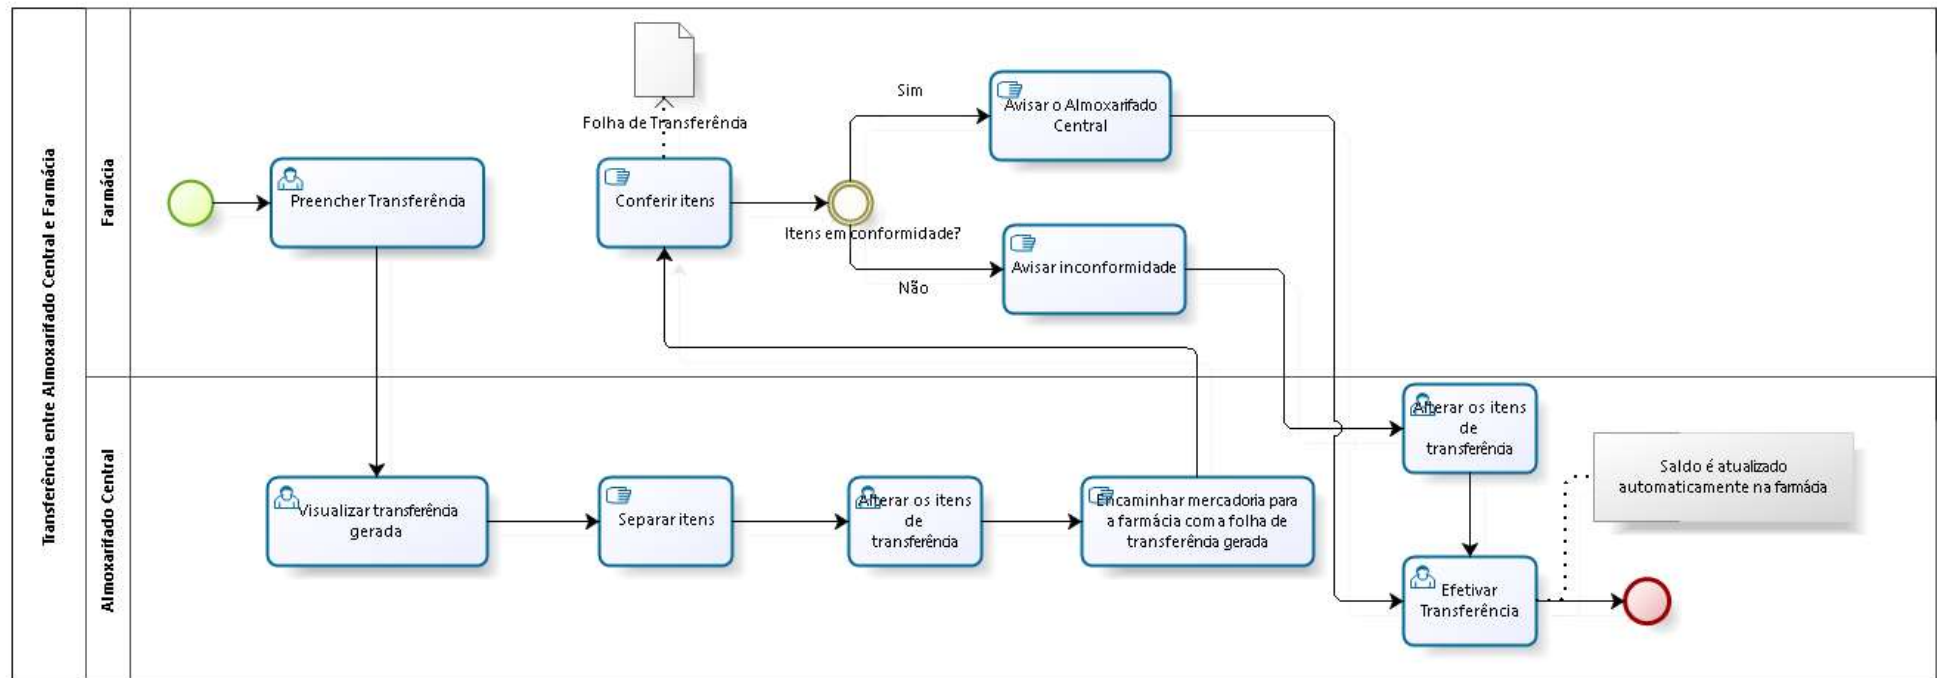 Transferência entre Almoxarifado Central e Farmácia
Farmácia
Preencher Transferência
Folha de Transferência
Conferir itens
Itens em conformidade?
Sim
Avisar o Almoxarifado
Central
Não
Avisar inconformidade
Almoxarifado Central
Visualizar transferência
gerada
Separar itens
Alterar os itens
de
transferência
Encaminhar mercadoria para
a farmácia com a folha de
transferência gerada
Alterar os itens
de
transferência
Efetivar
Transferência
Saldo é atualizado
automaticamente na farmácia